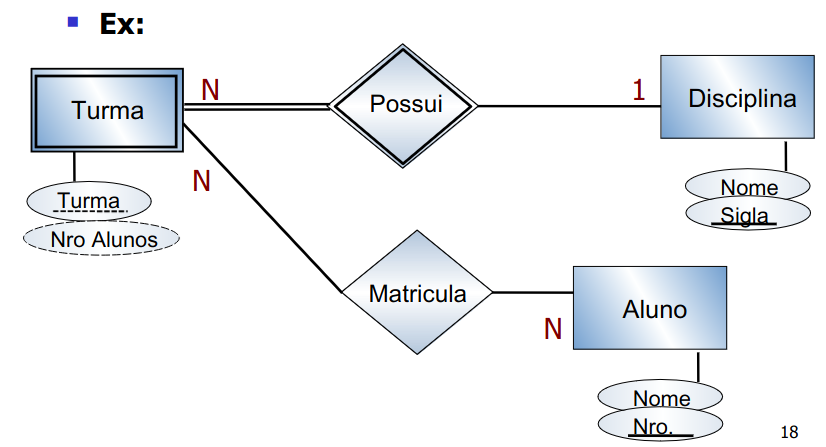 Ex:
Turma
N
Possui
1
Disciplina
N
Turma
Nro Alunos
Nome
Sigla
Matricula
N
Aluno
Nome
Nro.
18